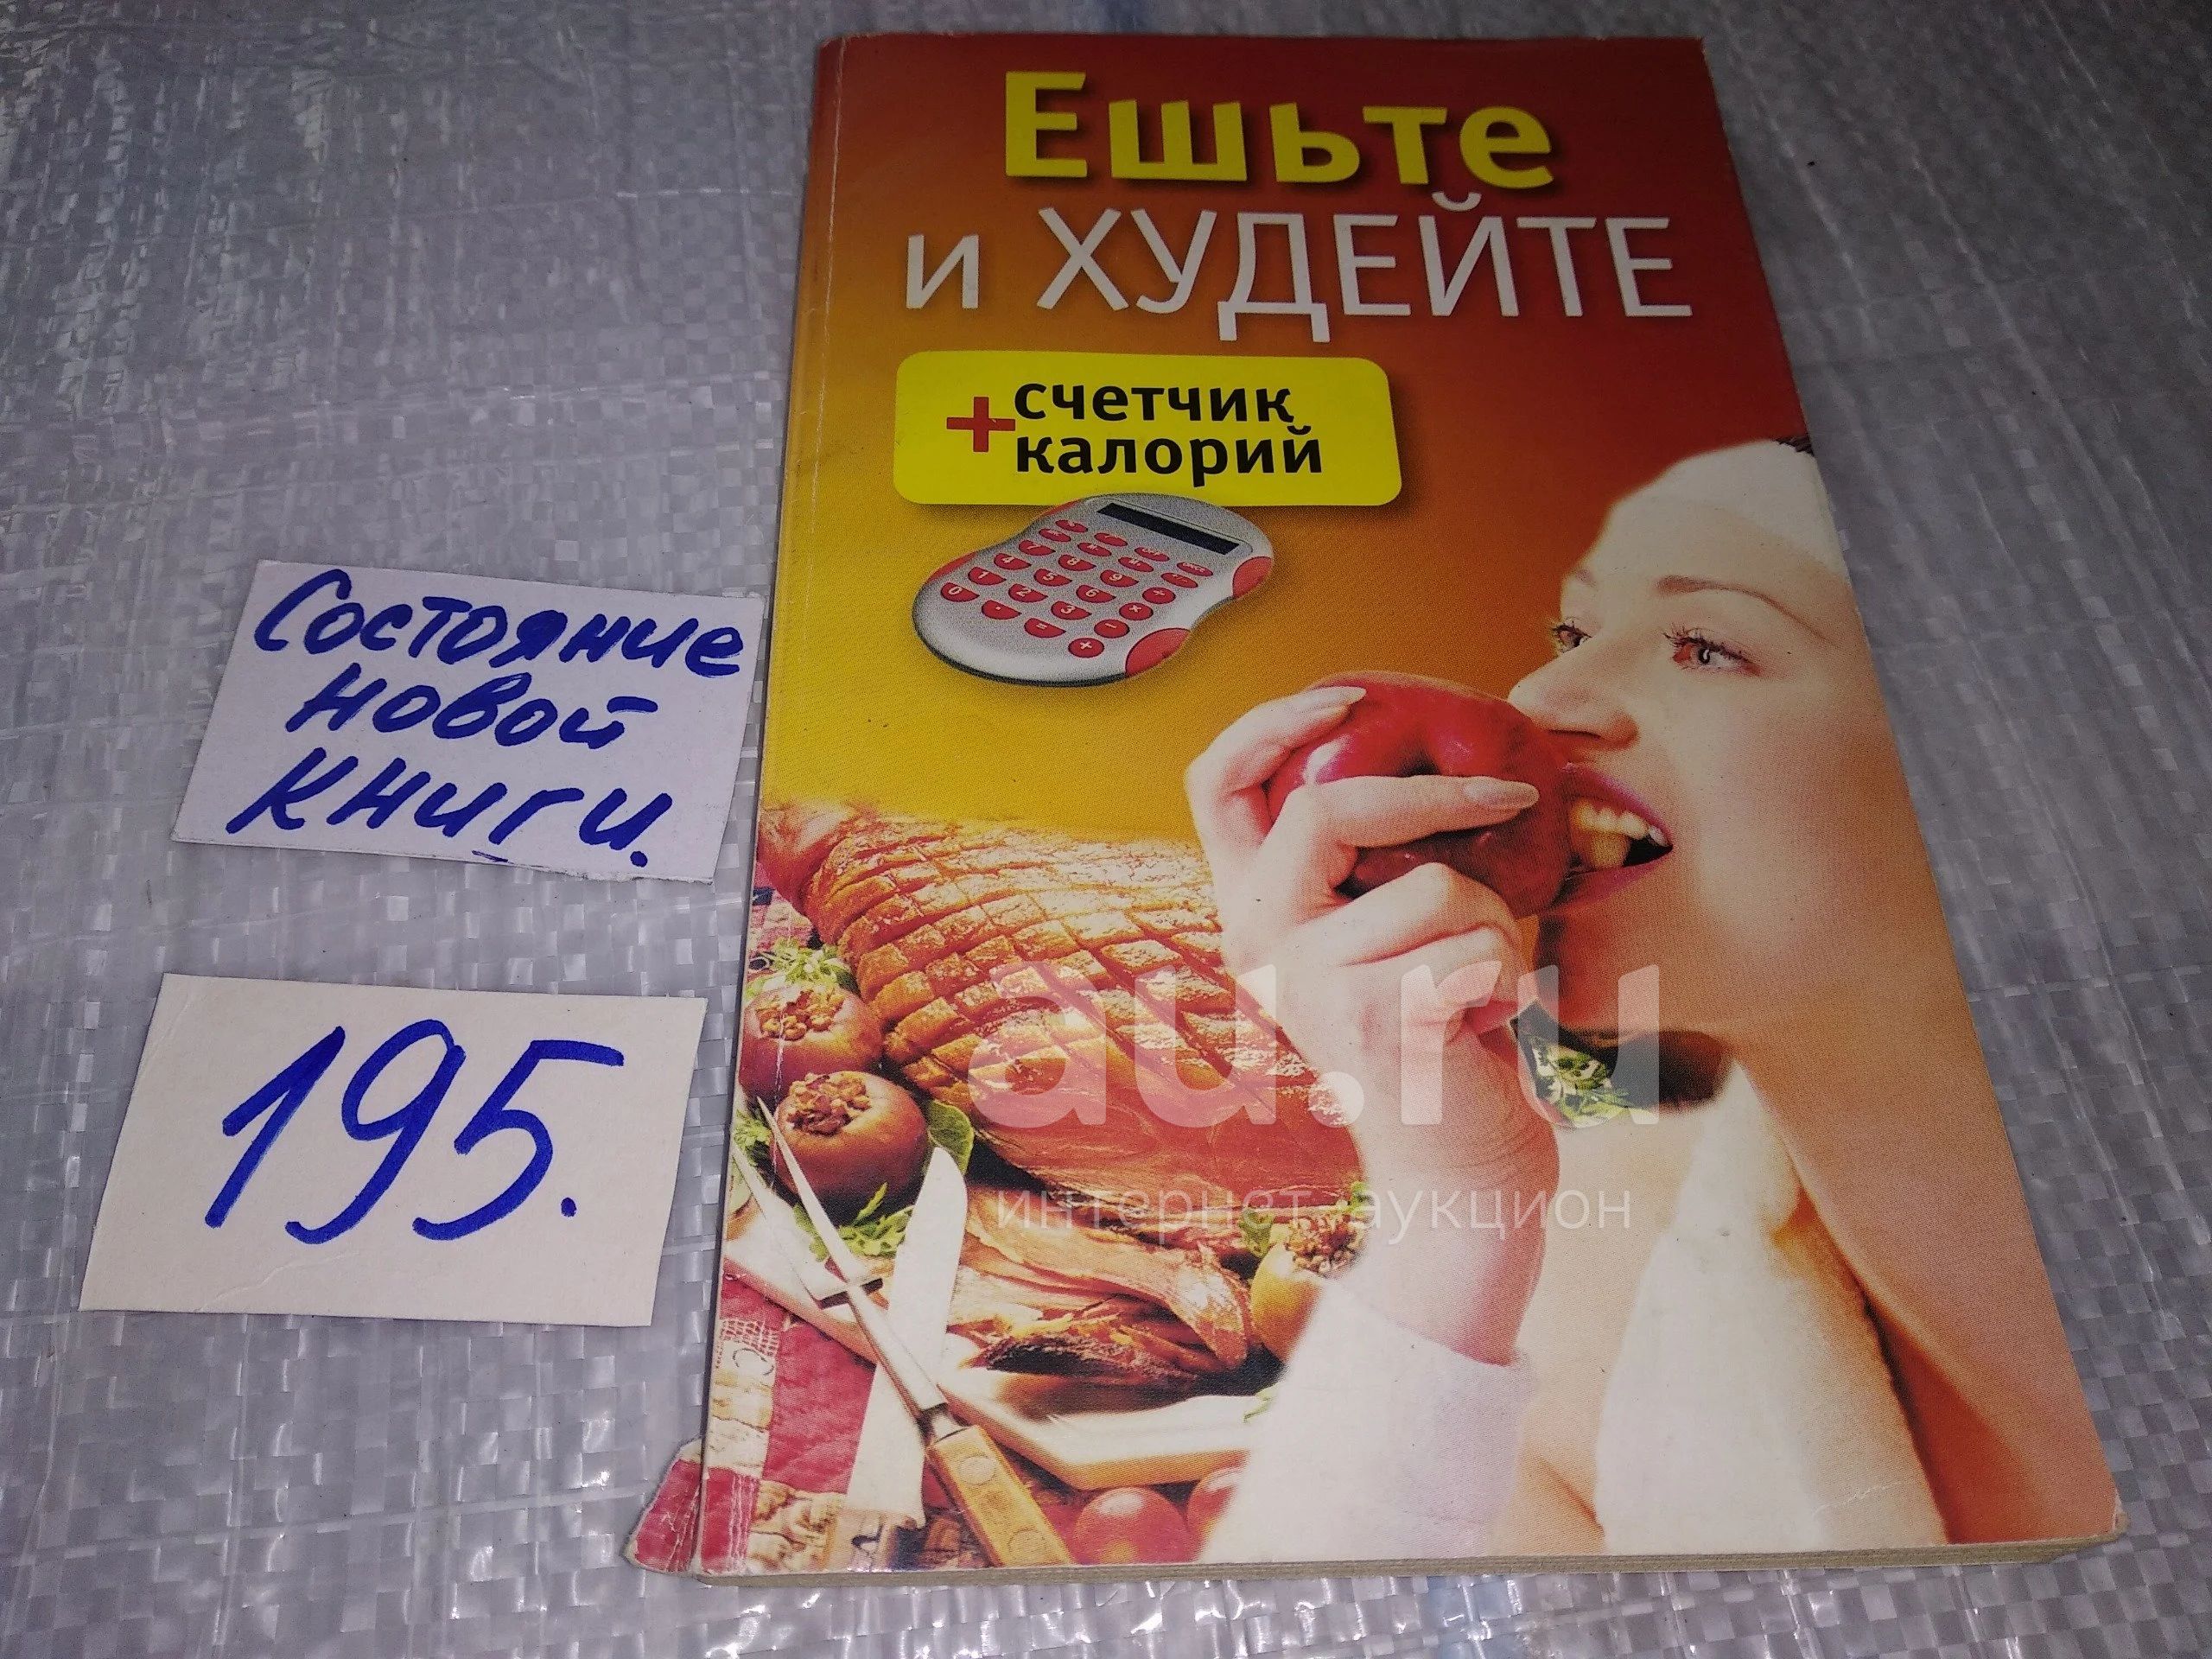 Ешьте
и ХУДЕЙТЕ
+ счетчик
калорий
Состояние
новой
книги.
195.
au.ru
интернет аукцион